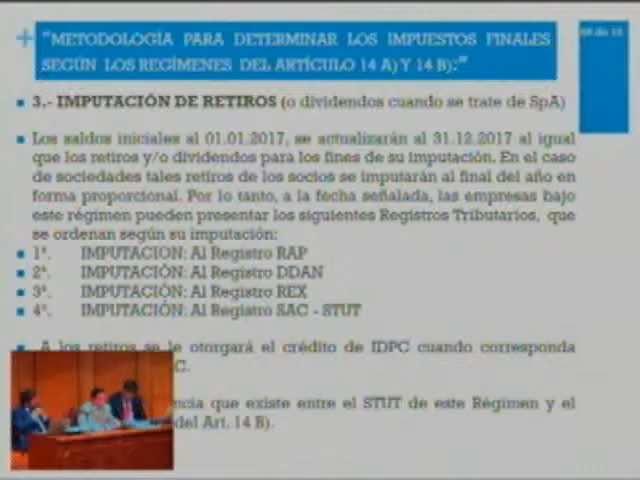 "METODOLOGÍA PARA DETERMINAR LOS IMPUESTOS FINALES
SEGÚN LOS REGÍMENES DEL ARTÍCULO 14 A) Y 14 B):"
3.- IMPUTACIÓN DE RETIROS (o dividendos cuando se trate de SpA)
Los saldos iniciales al 01.01.2017, se actualizarán al 31.12.2017 al igual
que los retiros y/o dividendos para los fines de su imputación. En el caso
de sociedades tales retiros de los socios se imputarán al final del año en
forma proporcional. Por lo tanto, a la fecha señalada, las empresas bajo
este régimen pueden presentar los siguientes Registros Tributarios, que
se ordenan según su imputación:
1ª. IMPUTACION: Al Registro RAP
2ª. IMPUTACIÓN: Al Registro DDAN
3ª. IMPUTACIÓN: Al Registro REX
4ª. IMPUTACIÓN: Al Registro SAC - STUT
A los retiros se le otorgará el crédito de IDPC cuando corresponda
C.
ncia que existe entre el STUT de este Régimen y el
del Art. 14 B).